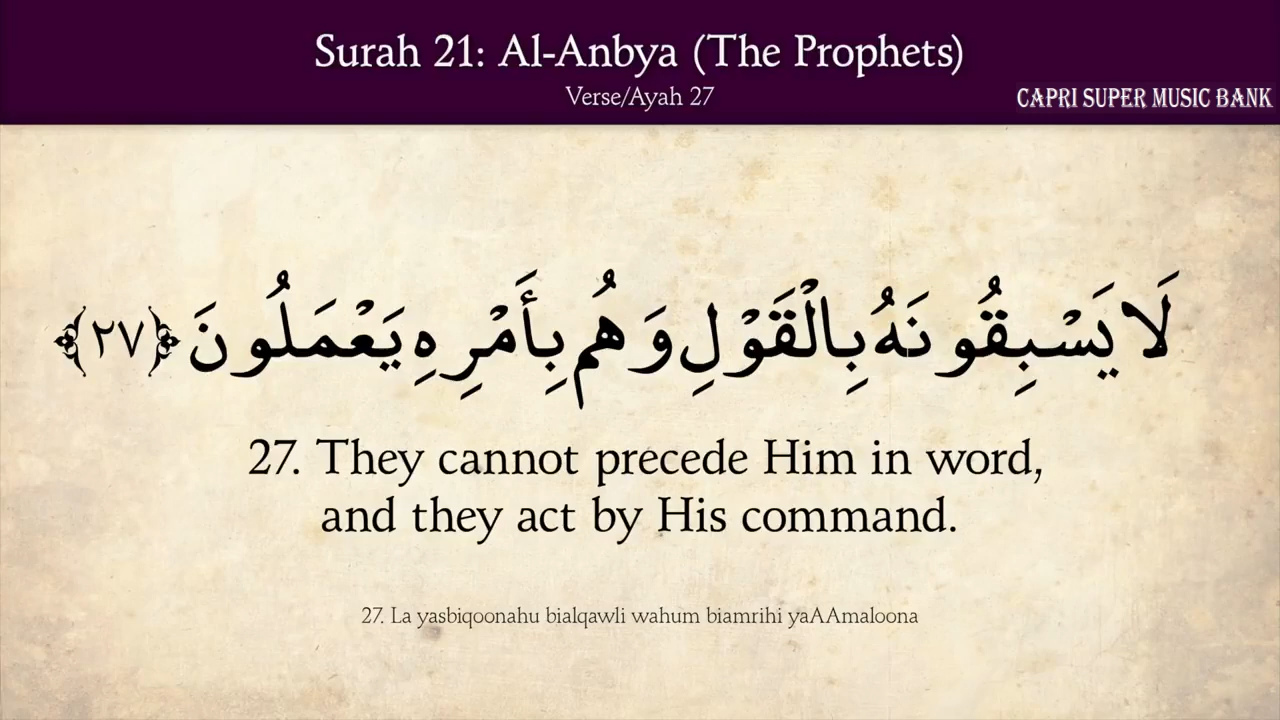 Surah 21: Al-Anbya (The Prophets)
Verse/Ayah 27
CAPRI SUPER MUSIC BANK
لَا يَسْبِقُونَهُ بِالْقَوْلِ وَهُم بِأَمْرِهِ يَعْمَلُونَ ﴿٢٧﴾
27. They cannot precede Him in word,
and they act by His command.
27. La yasbiqoonahu bialqawli wahum biamrihi yaAAmaloona